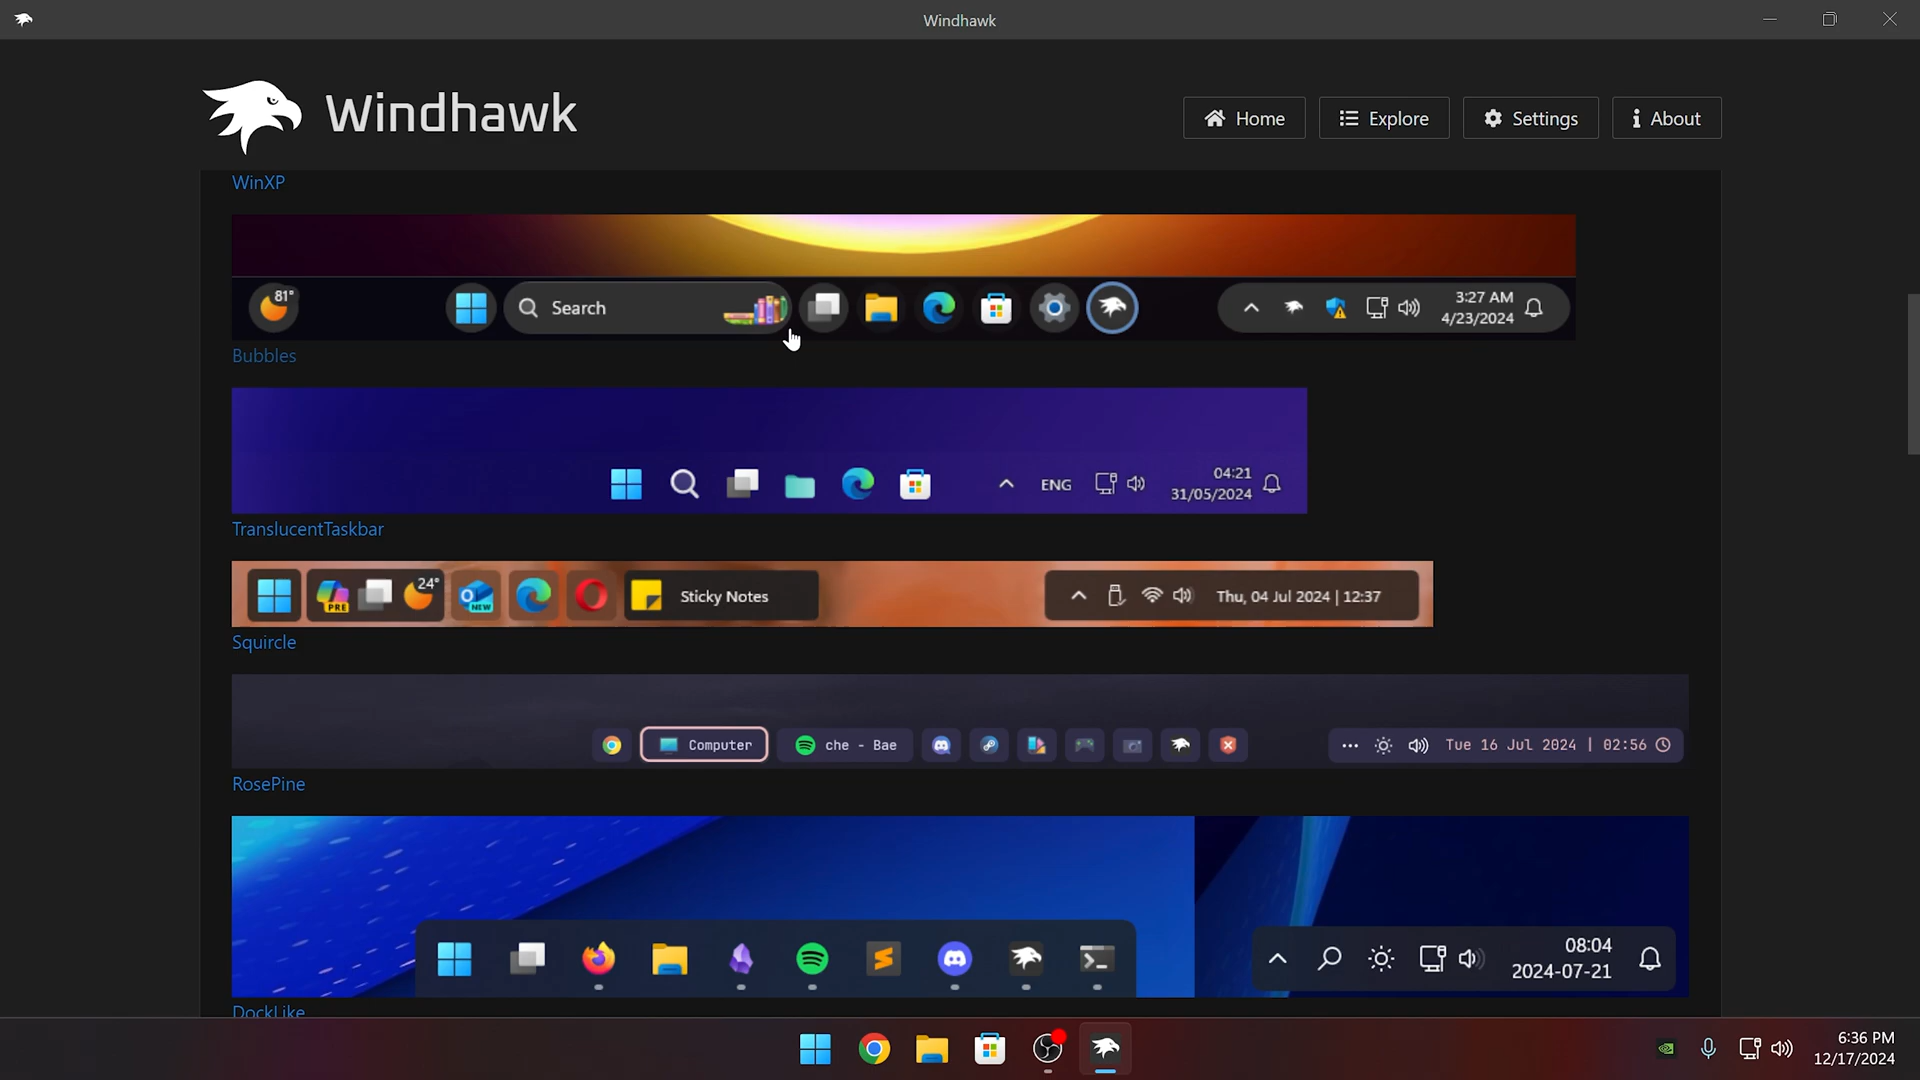 Windhawk
Windhawk
Home
Explore
Settings
About
WinXP
81°
Search
3:27 AM
4/23/2024
Bubbles
ENG
04:21
31/05/2024
TranslucentTaskbar
PRE
24°
NEW
Sticky Notes
Thu, 04 Jul 2024 | 12:37
Squircle
Computer
che - Bae
Tue 16 Jul 2024 | 02:56
RosePine
08:04
2024-07-21
DockLike
6:36 PM
12/17/2024